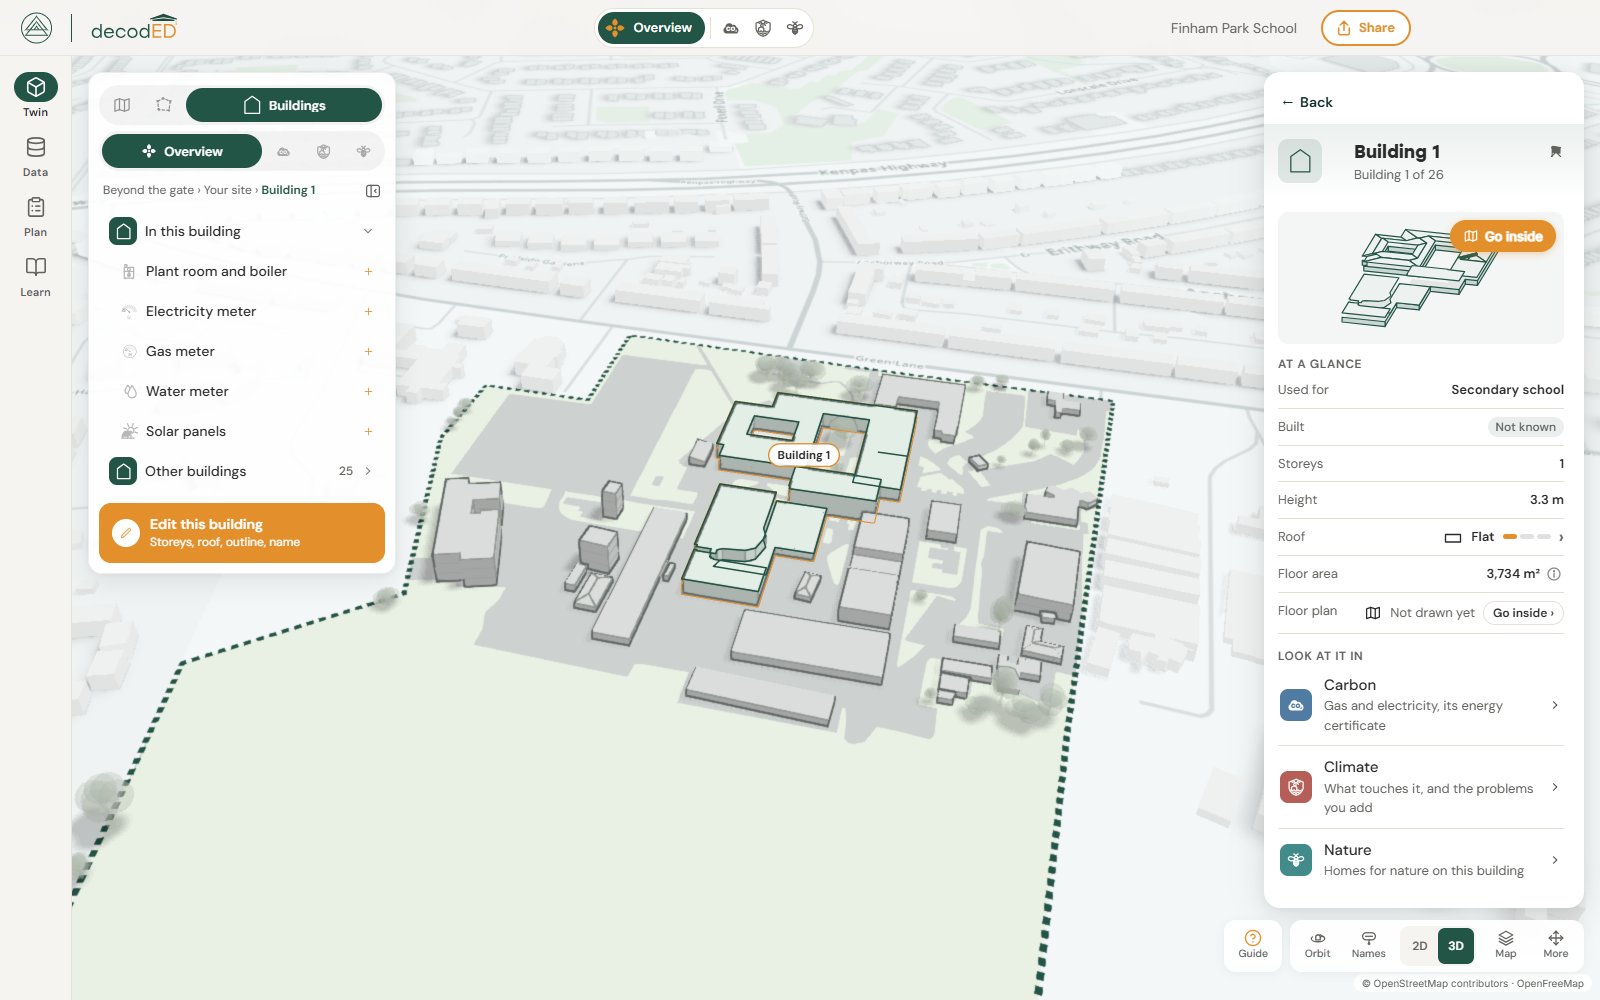 decodED
Overview
Finham Park School
Share
Twin
Data
Plan
Learn
Buildings
Overview
Beyond the gate › Your site › Building 1
In this building
Plant room and boiler
Electricity meter
Gas meter
Water meter
Solar panels
Other buildings 25
Edit this building
Storeys, roof, outline, name
Kenpas Highway
Green Lane
Building 1
← Back
Building 1
Building 1 of 26
Go inside
AT A GLANCE
Used for Secondary school
Built Not known
Storeys 1
Height 3.3 m
Roof Flat
Floor area 3,734 m²
Floor plan Not drawn yet Go inside ›
LOOK AT IT IN
Carbon
Gas and electricity, its energy
certificate
Climate
What touches it, and the problems
you add
Nature
Homes for nature on this building
Guide
Orbit
Names
2D
3D
Map
More
© OpenStreetMap contributors · OpenFreeMap